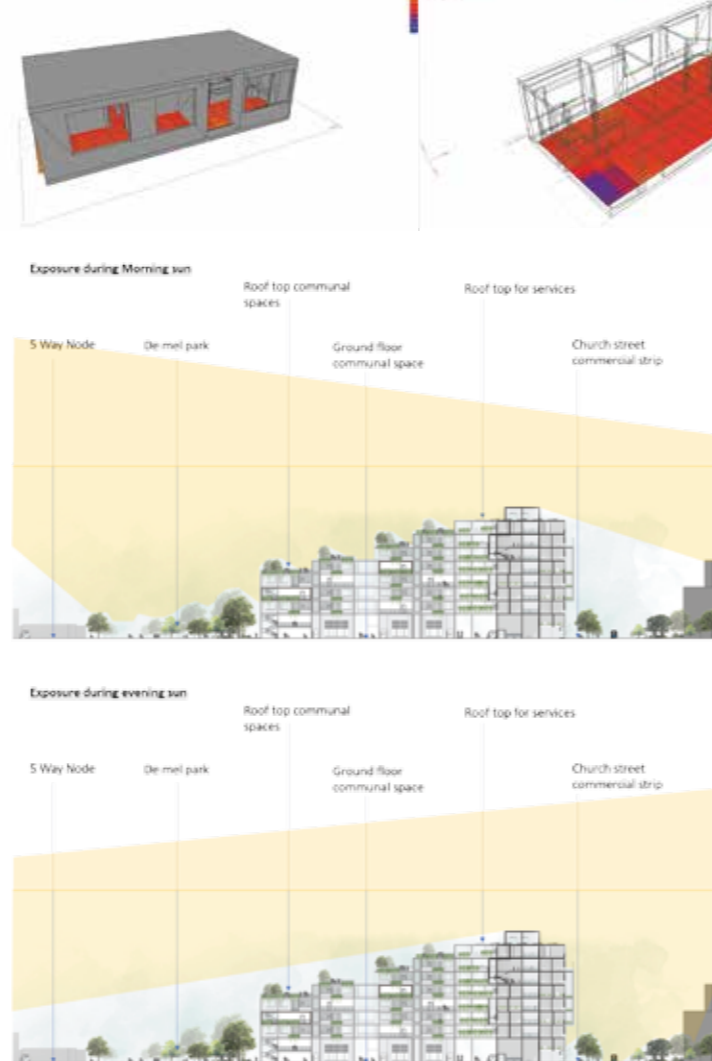 Exposure during Morning sun
Roof top communal
spaces
Roof top for services
5 Way Node
De mel park
Ground floor
communal space
Church street
commercial strip
Exposure during evening sun
Roof top communal
spaces
Roof top for services
5 Way Node
De mel park
Ground floor
communal space
Church street
commercial strip